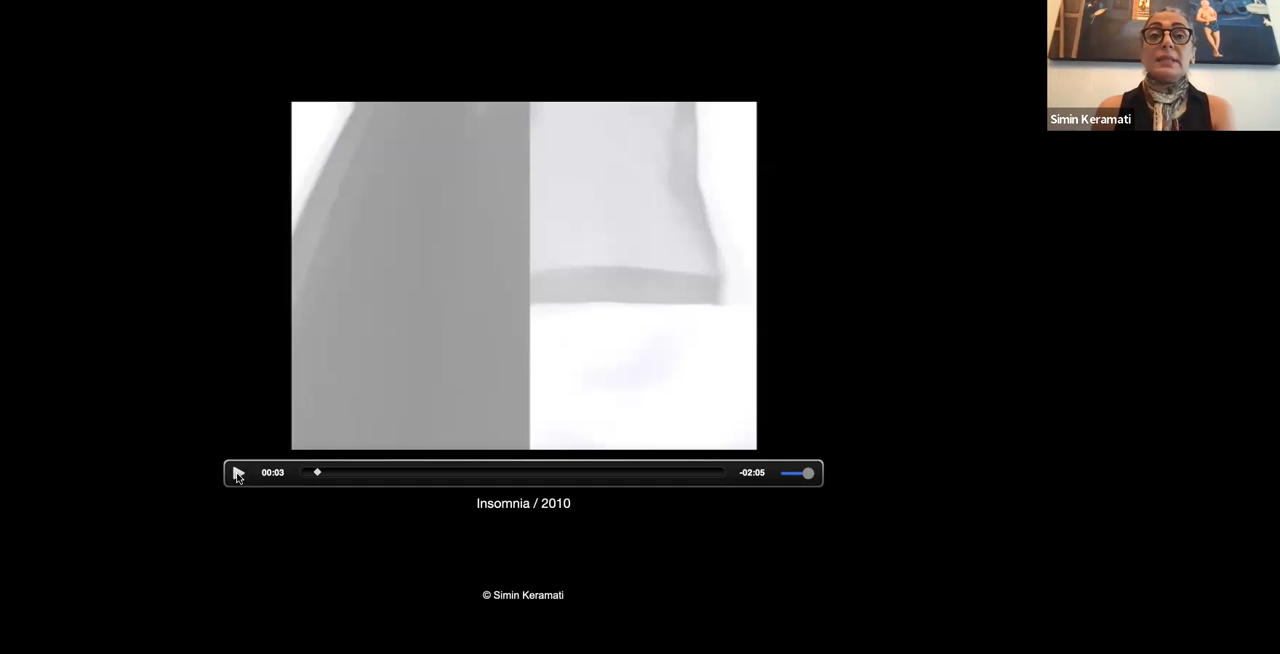 Simin Keramati
00:03
-02:05
Insomnia / 2010
© Simin Keramati